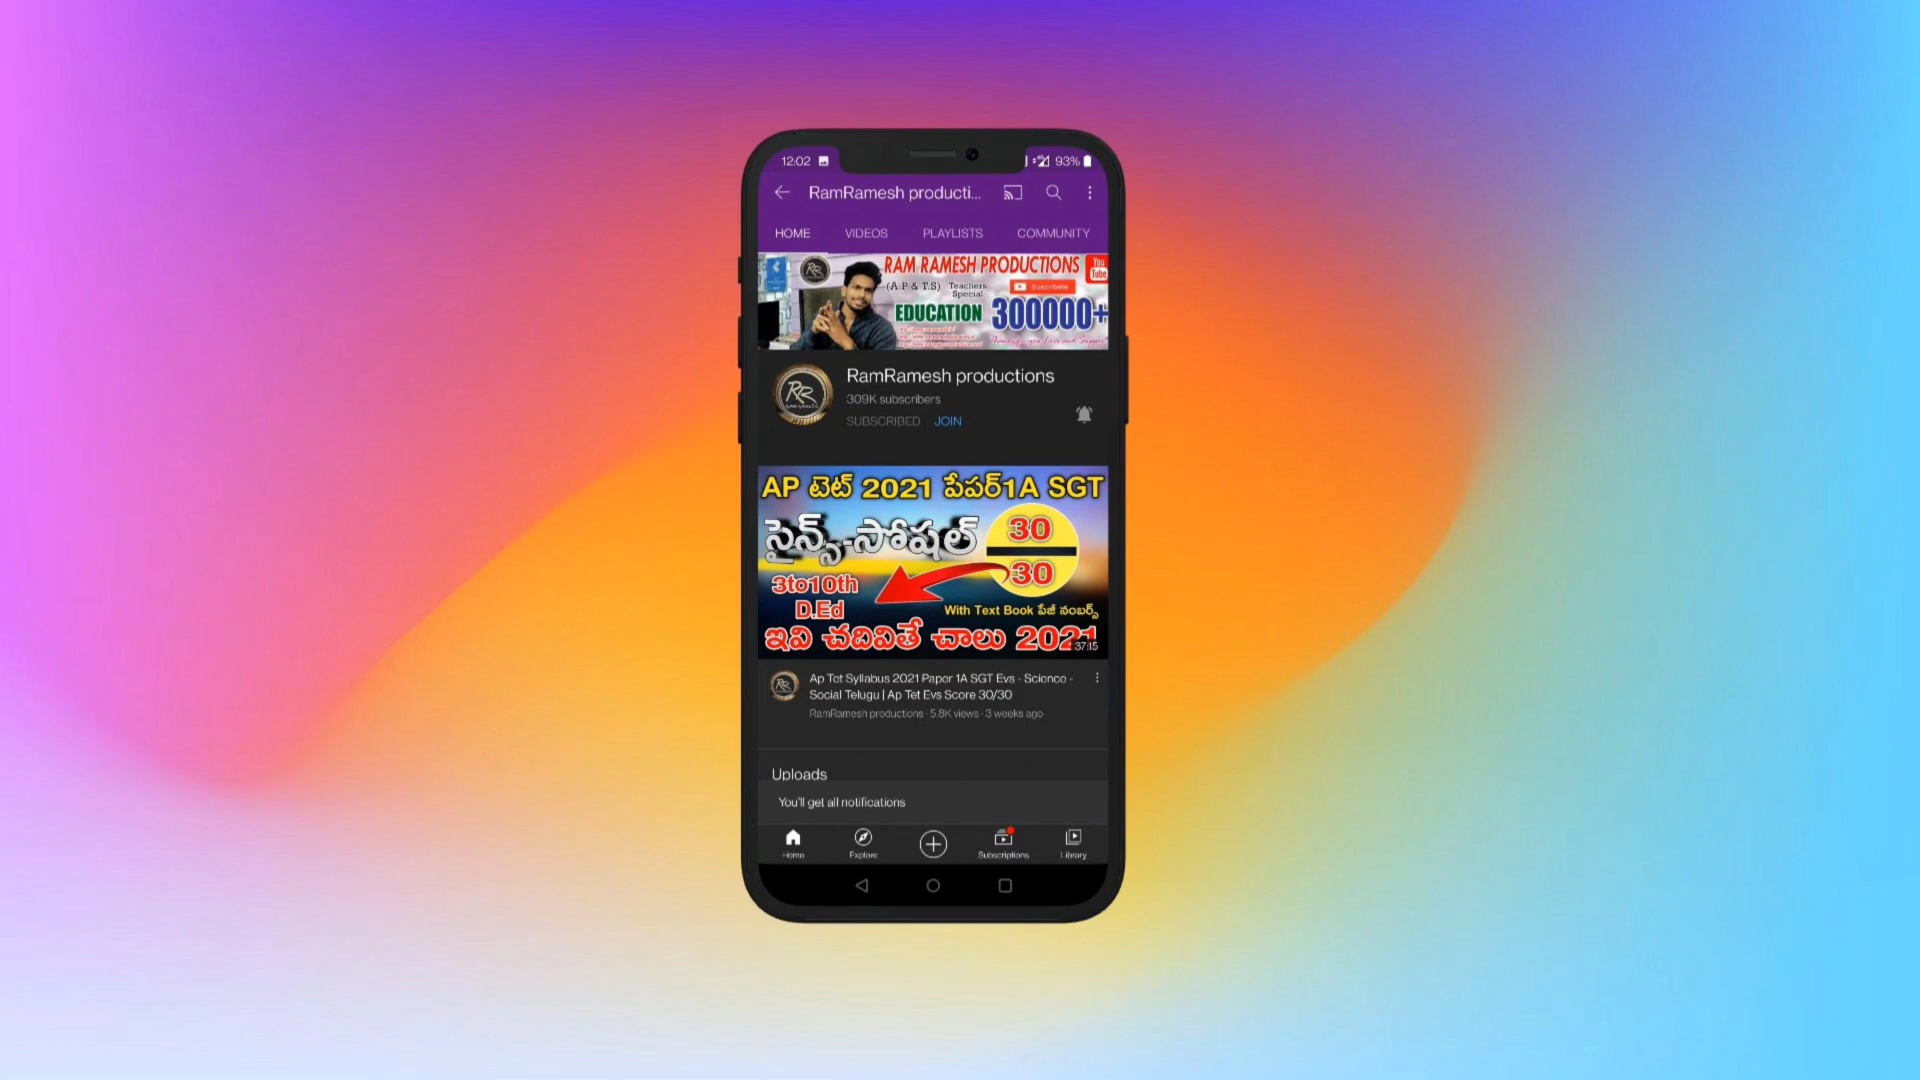 12:02
93%
RamRamesh producti...
HOME VIDEOS PLAYLISTS COMMUNITY
RAM RAMESH PRODUCTIONS
You Tube
(A.P & T.S) Teachers Special
EDUCATION
300000+
RR
RamRamesh productions
309K subscribers
SUBSCRIBED JOIN
AP టెట్ 2021 పేపర్1A SGT
సైన్స్-సోషల్
30
30
3to10th
D.Ed
With Text Book పేజీ నంబర్స్
ఇవి చదివితే చాలు 2021
37:15
Ap Tet Syllabus 2021 Paper 1A SGT Evs - Science -
Social Telugu | Ap Tet Evs Score 30/30
RamRamesh productions · 5.8K views · 3 weeks ago
Uploads
You'll get all notifications
Home Explore Subscriptions Library